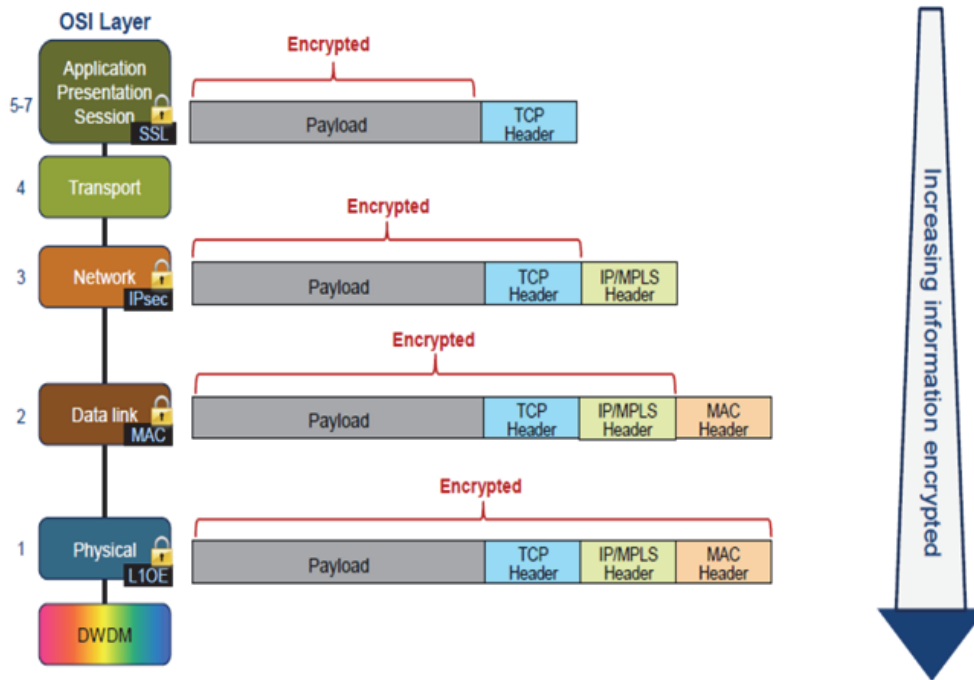 OSI Layer
Application
Presentation
Session
5-7
SSL
Encrypted
Payload
TCP
Header
4
Transport
Encrypted
3
Network
IPsec
Payload
TCP
Header
IP/MPLS
Header
Encrypted
2
Data link
MAC
Payload
TCP
Header
IP/MPLS
Header
MAC
Header
Encrypted
1
Physical
L1OE
Payload
TCP
Header
IP/MPLS
Header
MAC
Header
DWDM
Increasing information encrypted